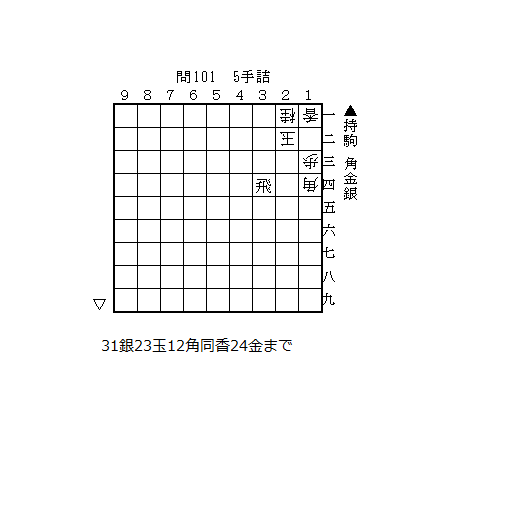 問101 5手詰
9 8 7 6 5 4 3 2 1
桂 香 一
玉 二
歩 三
飛 角 四
五
六
七
八
九
▲持駒 角金銀
▽
31銀23玉12角同香24金まで